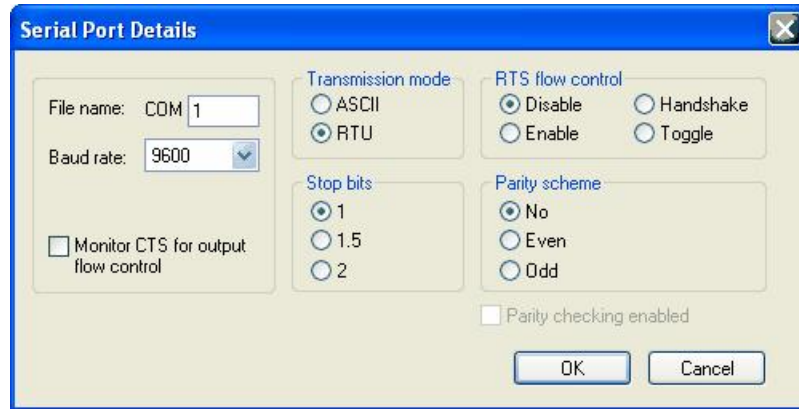 Serial Port Details
File name: COM 1
Baud rate: 9600
Monitor CTS for output
flow control
Transmission mode
ASCII
RTU
RTS flow control
Disable
Handshake
Enable
Toggle
Stop bits
1
1.5
2
Parity scheme
No
Even
Odd
Parity checking enabled
OK
Cancel